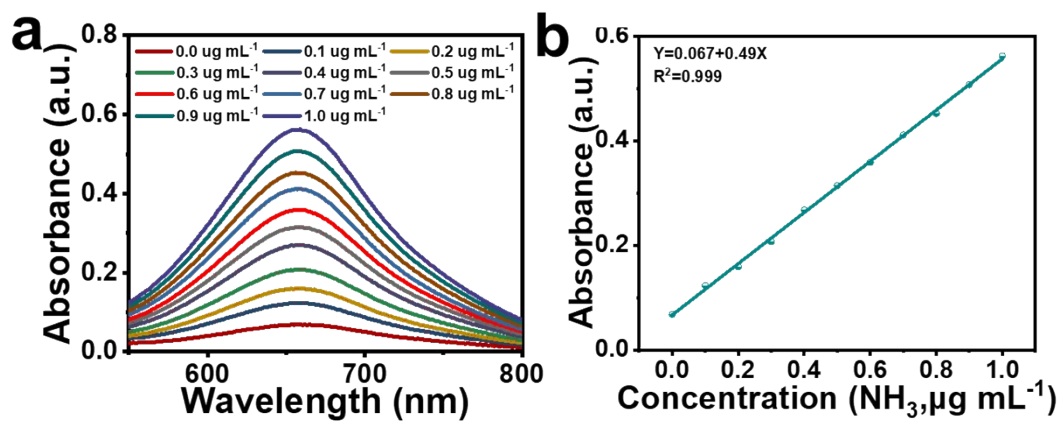 a
0.8
0.6
0.4
0.2
0.0
Absorbance (a.u.)
0.0 ug mL⁻¹ 0.1 ug mL⁻¹ 0.2 ug mL⁻¹
0.3 ug mL⁻¹ 0.4 ug mL⁻¹ 0.5 ug mL⁻¹
0.6 ug mL⁻¹ 0.7 ug mL⁻¹ 0.8 ug mL⁻¹
0.9 ug mL⁻¹ 1.0 ug mL⁻¹
600 700 800
Wavelength (nm)
b
0.6
0.4
0.2
0.0
Absorbance (a.u.)
Y=0.067+0.49X
R²=0.999
0.0 0.2 0.4 0.6 0.8 1.0
Concentration (NH₃,µg mL⁻¹)